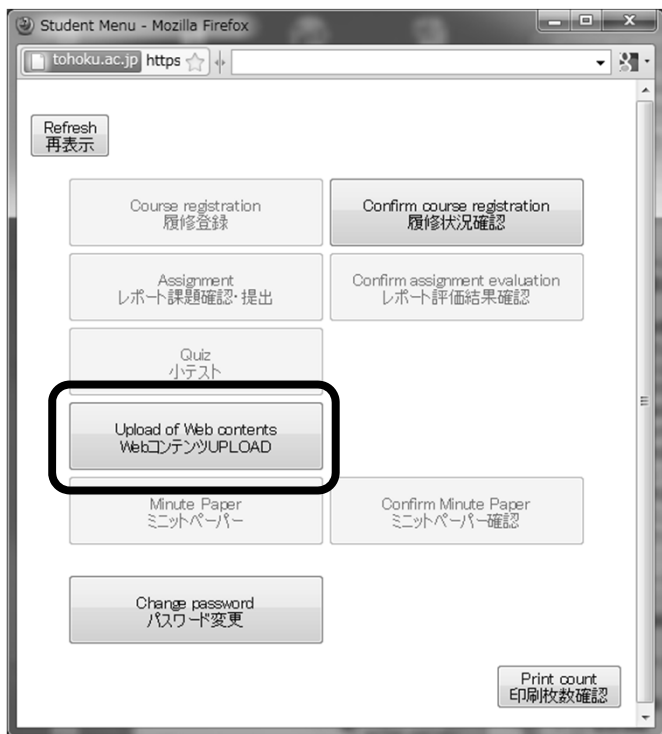 Student Menu - Mozilla Firefox
tohoku.ac.jp https
Refresh
再表示
Course registration
履修登録
Confirm course registration
履修状況確認
Assignment
レポート課題確認・提出
Confirm assignment evaluation
レポート評価結果確認
Quiz
小テスト
Upload of Web contents
WebコンテンツUPLOAD
Minute Paper
ミニットペーパー
Confirm Minute Paper
ミニットペーパー確認
Change password
パスワード変更
Print count
印刷枚数確認